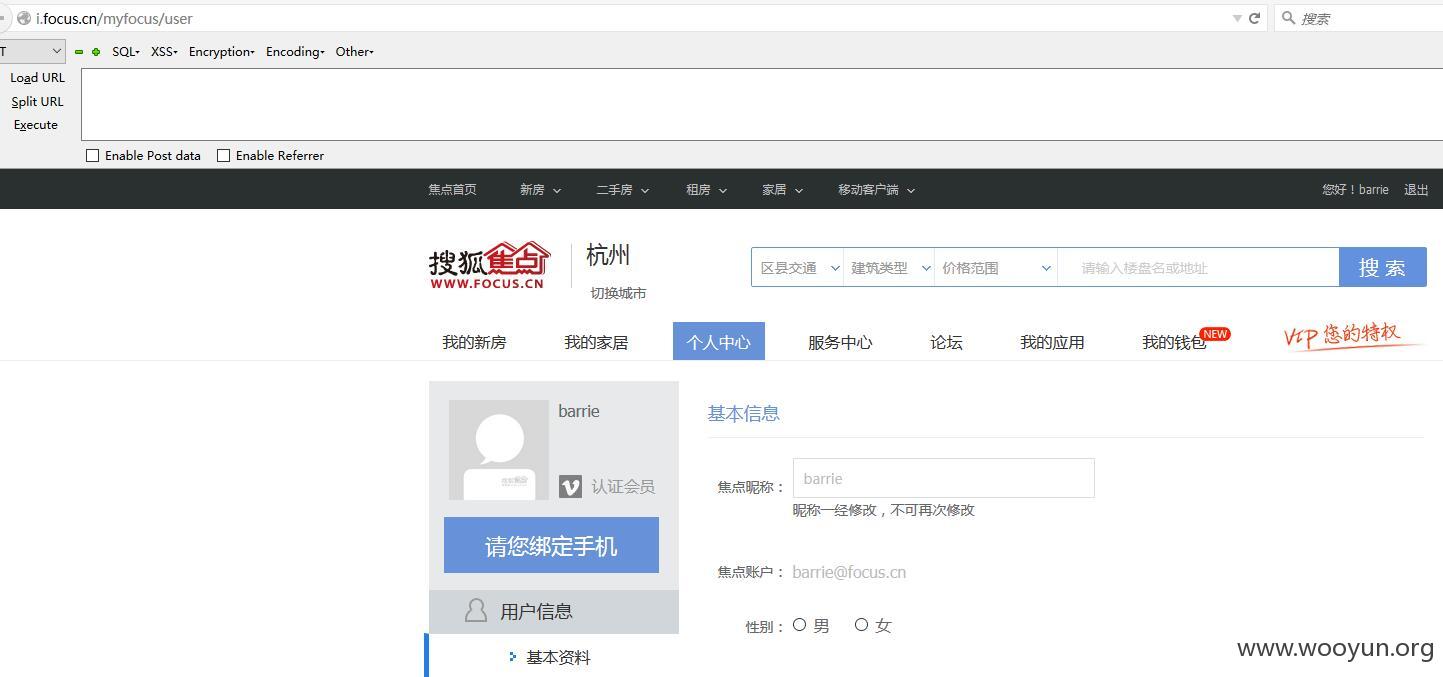 i.focus.cn/myfocus/user
搜索
T SQL- XSS- Encryption- Encoding- Other-
Load URL
Split URL
Execute
Enable Post data Enable Referrer
焦点首页 新房 二手房 租房 家居 移动客户端 您好！barrie 退出
搜狐焦点
WWW.FOCUS.CN
杭州
切换城市
区县交通 建筑类型 价格范围 请输入楼盘名或地址 搜 索
我的新房 我的家居 个人中心 服务中心 论坛 我的应用 我的钱包 NEW VIP 您的特权
barrie
认证会员
请您绑定手机
用户信息
基本资料
基本信息
焦点昵称： barrie
昵称一经修改，不可再次修改
焦点账户： barrie@focus.cn
性别： 男 女
www.wooyun.org